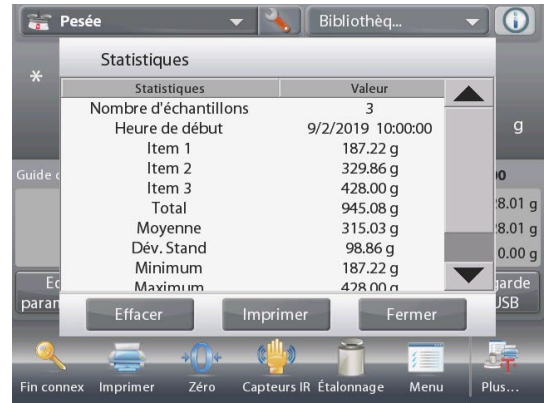 Pesée
Bibliothèq...
Statistiques
*
Statistiques Valeur
Nombre d'échantillons 3
Heure de début 9/2/2019 10:00:00
g
Item 1 187.22 g
Item 2 329.86 g
Guide
Item 3 428.00 g
Total 945.08 g
8.01 g
Moyenne 315.03 g
8.01 g
Dév. Stand 98.86 g
0.00 g
Minimum 187.22 g
Maximum 428.00 g
Effacer Imprimer Fermer
Fin connex Imprimer Zéro Capteurs IR Étalonnage Menu Plus...